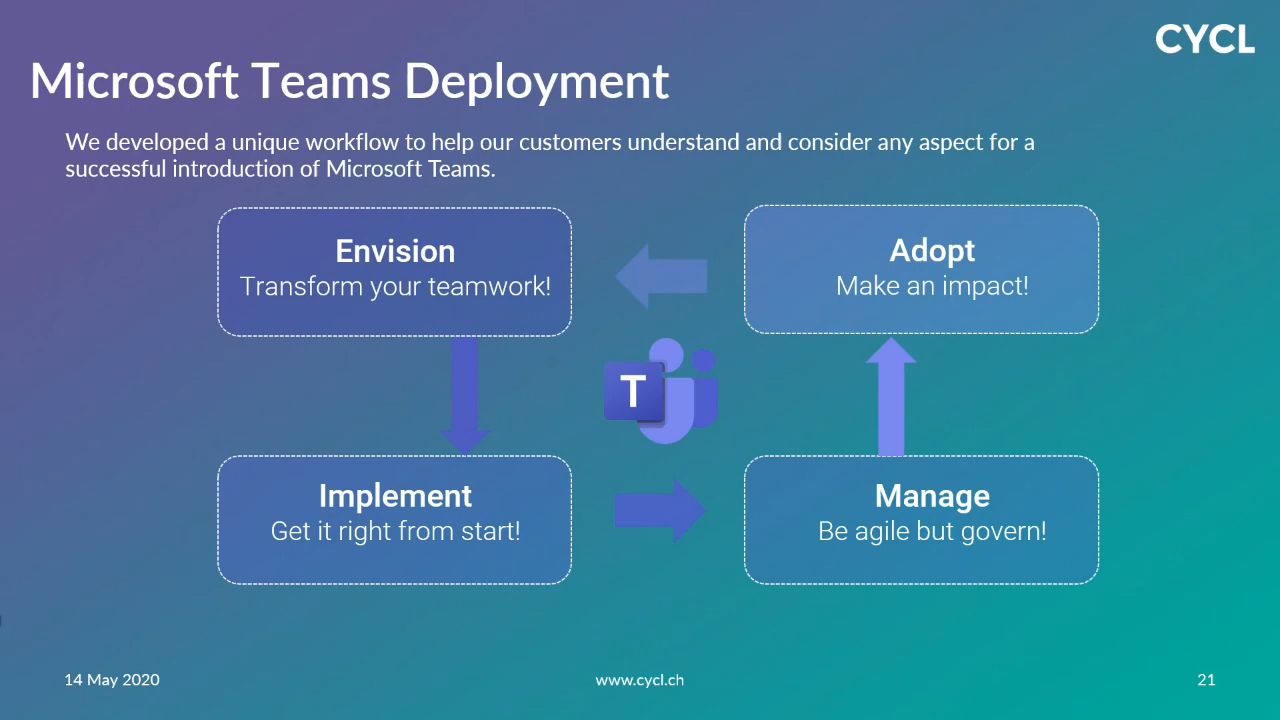 CYCL
Microsoft Teams Deployment
We developed a unique workflow to help our customers understand and consider any aspect for a
successful introduction of Microsoft Teams.
Envision
Transform your teamwork!
Adopt
Make an impact!
T
Implement
Get it right from start!
Manage
Be agile but govern!
14 May 2020
www.cycl.ch
21